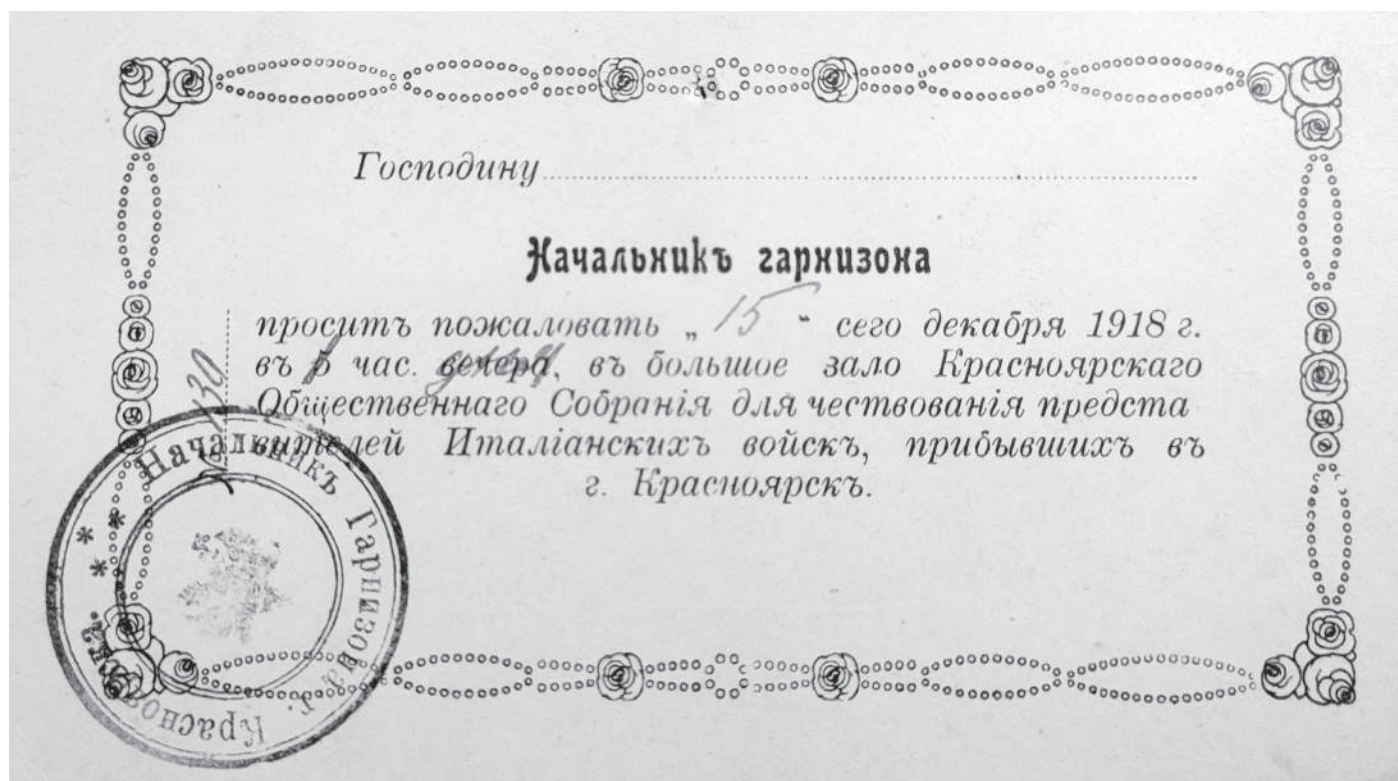 Господину
Начальникъ гарнизона
проситъ пожаловать „ 15 “ сего декабря 1918 г.
въ час. вечера, въ большое зало Красноярскаго
Общественнаго Собранія для чествованія предста
вителей Италіанскихъ войскъ, прибывшихъ въ
г. Красноярскъ.
Начальникъ Гарнизона г. Красноярска.